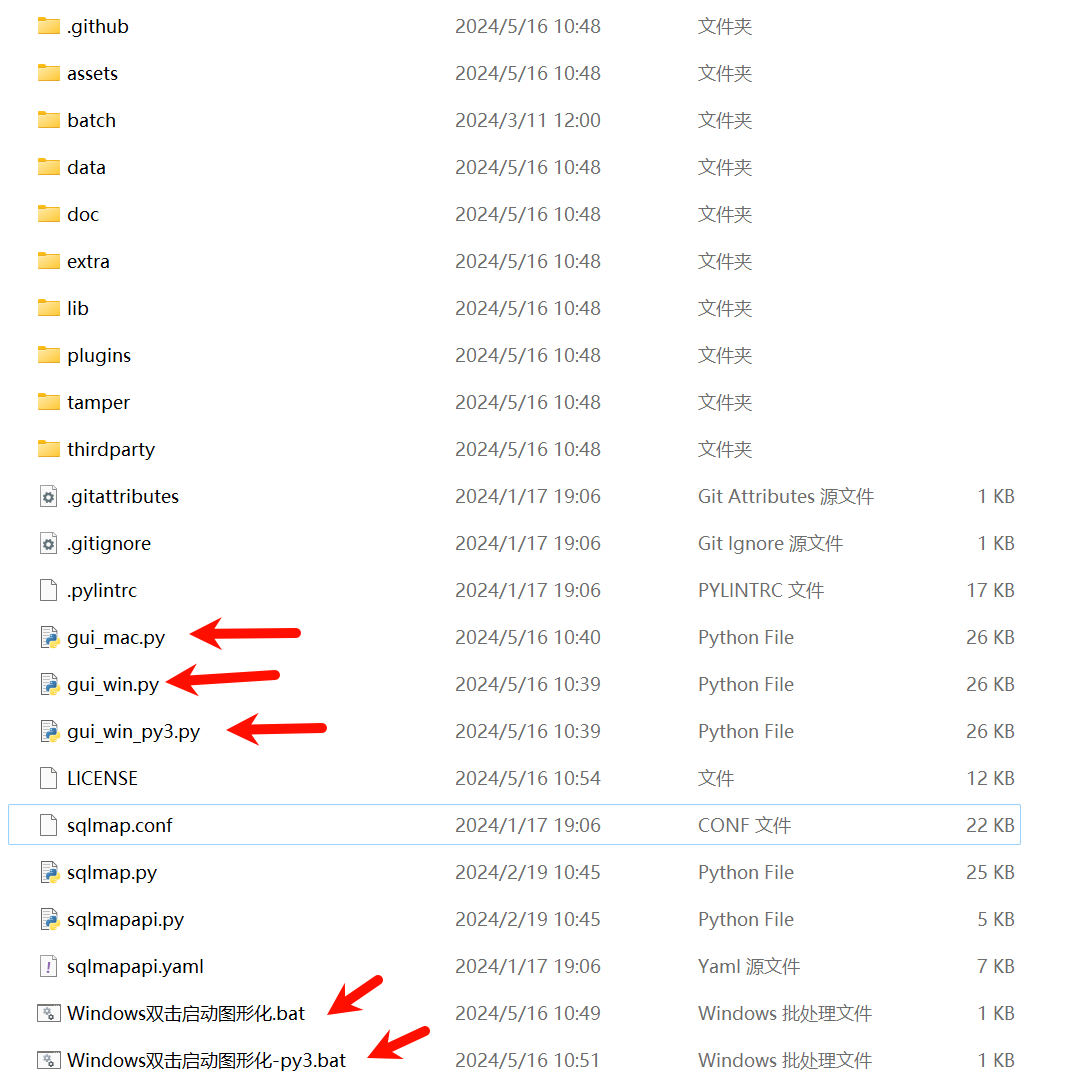 .github 2024/5/16 10:48 文件夹
assets 2024/5/16 10:48 文件夹
batch 2024/3/11 12:00 文件夹
data 2024/5/16 10:48 文件夹
doc 2024/5/16 10:48 文件夹
extra 2024/5/16 10:48 文件夹
lib 2024/5/16 10:48 文件夹
plugins 2024/5/16 10:48 文件夹
tamper 2024/5/16 10:48 文件夹
thirdparty 2024/5/16 10:48 文件夹
.gitattributes 2024/1/17 19:06 Git Attributes 源文件 1 KB
.gitignore 2024/1/17 19:06 Git Ignore 源文件 1 KB
.pylintrc 2024/1/17 19:06 PYLINTRC 文件 17 KB
gui_mac.py 2024/5/16 10:40 Python File 26 KB
gui_win.py 2024/5/16 10:39 Python File 26 KB
gui_win_py3.py 2024/5/16 10:39 Python File 26 KB
LICENSE 2024/5/16 10:54 文件 12 KB
sqlmap.conf 2024/1/17 19:06 CONF 文件 22 KB
sqlmap.py 2024/2/19 10:45 Python File 25 KB
sqlmapapi.py 2024/2/19 10:45 Python File 5 KB
sqlmapapi.yaml 2024/1/17 19:06 Yaml 源文件 7 KB
Windows双击启动图形化.bat 2024/5/16 10:49 Windows 批处理文件 1 KB
Windows双击启动图形化-py3.bat 2024/5/16 10:51 Windows 批处理文件 1 KB